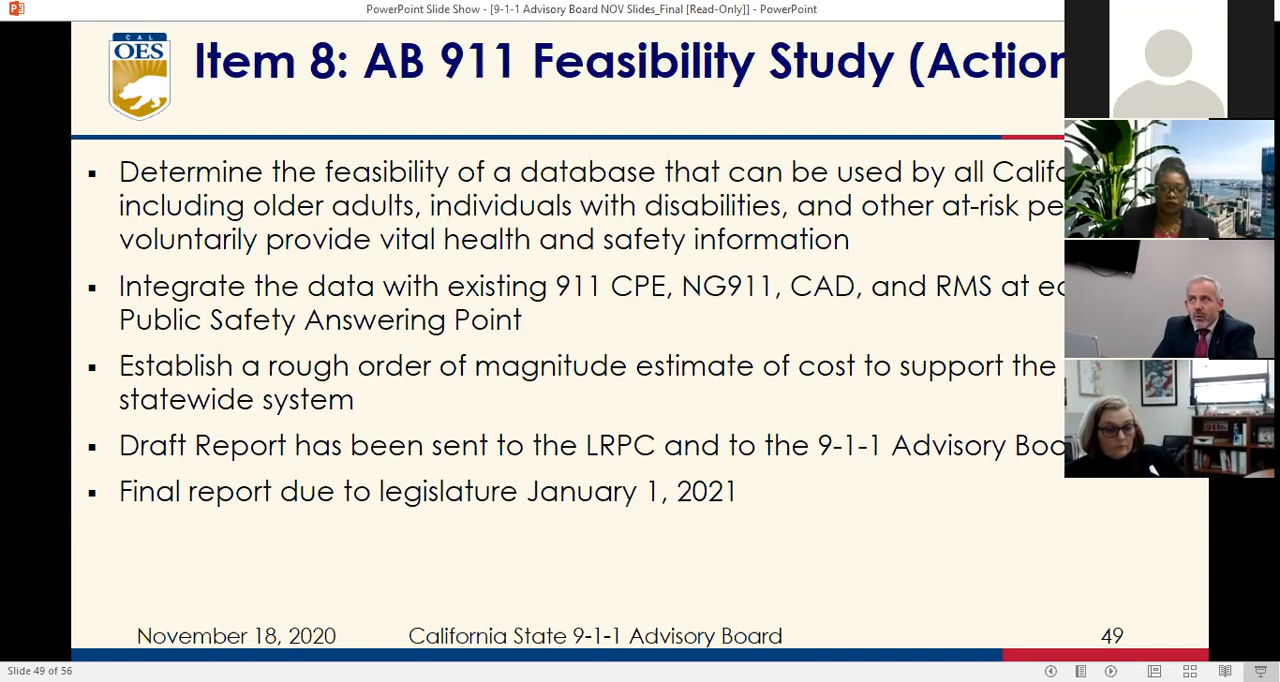 PowerPoint Slide Show - [9-1-1 Advisory Board NOV Slides_Final [Read-Only]] - PowerPoint
CAL
OES
Item 8: AB 911 Feasibility Study (Action
▪ Determine the feasibility of a database that can be used by all Califo
including older adults, individuals with disabilities, and other at-risk pe
voluntarily provide vital health and safety information
▪ Integrate the data with existing 911 CPE, NG911, CAD, and RMS at ea
Public Safety Answering Point
▪ Establish a rough order of magnitude estimate of cost to support the
statewide system
▪ Draft Report has been sent to the LRPC and to the 9-1-1 Advisory Boa
▪ Final report due to legislature January 1, 2021
November 18, 2020 California State 9-1-1 Advisory Board 49
Slide 49 of 56